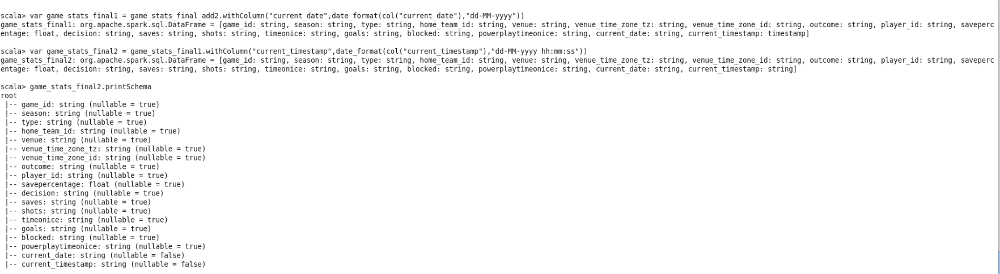 scala> var game_stats_final1 = game_stats_final_add2.withColumn("current_date",date_format(col("current_date"),"dd-MM-yyyy"))
game_stats_final1: org.apache.spark.sql.DataFrame = [game_id: string, season: string, type: string, home_team_id: string, venue: string, venue_time_zone_tz: string, venue_time_zone_id: string, outcome: string, player_id: string, saveperc
entage: float, decision: string, saves: string, shots: string, timeonice: string, goals: string, blocked: string, powerplaytimeonice: string, current_date: string, current_timestamp: timestamp]
scala> var game_stats_final2 = game_stats_final1.withColumn("current_timestamp",date_format(col("current_timestamp"),"dd-MM-yyyy hh:mm:ss"))
game_stats_final2: org.apache.spark.sql.DataFrame = [game_id: string, season: string, type: string, home_team_id: string, venue: string, venue_time_zone_tz: string, venue_time_zone_id: string, outcome: string, player_id: string, saveperc
entage: float, decision: string, saves: string, shots: string, timeonice: string, goals: string, blocked: string, powerplaytimeonice: string, current_date: string, current_timestamp: string]
scala> game_stats_final2.printSchema
root
|-- game_id: string (nullable = true)
|-- season: string (nullable = true)
|-- type: string (nullable = true)
|-- home_team_id: string (nullable = true)
|-- venue: string (nullable = true)
|-- venue_time_zone_tz: string (nullable = true)
|-- venue_time_zone_id: string (nullable = true)
|-- outcome: string (nullable = true)
|-- player_id: string (nullable = true)
|-- savepercentage: float (nullable = true)
|-- decision: string (nullable = true)
|-- saves: string (nullable = true)
|-- shots: string (nullable = true)
|-- timeonice: string (nullable = true)
|-- goals: string (nullable = true)
|-- blocked: string (nullable = true)
|-- powerplaytimeonice: string (nullable = true)
|-- current_date: string (nullable = false)
|-- current_timestamp: string (nullable = false)